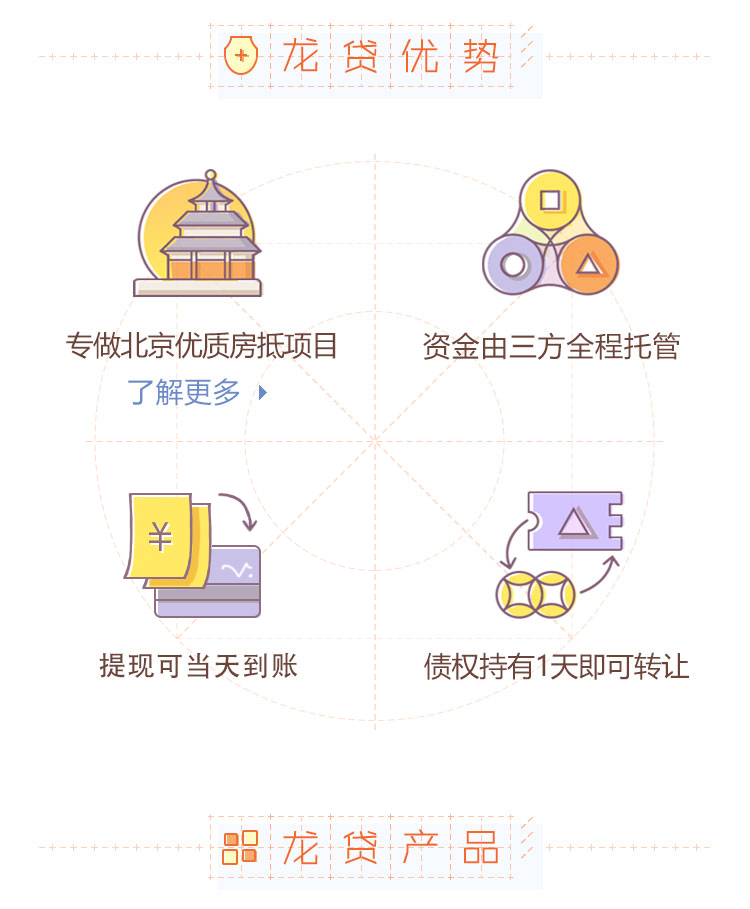 龙贷优势
专做北京优质房抵项目
了解更多
资金由三方全程托管
¥
提现可当天到账
债权持有1天即可转让
龙贷产品